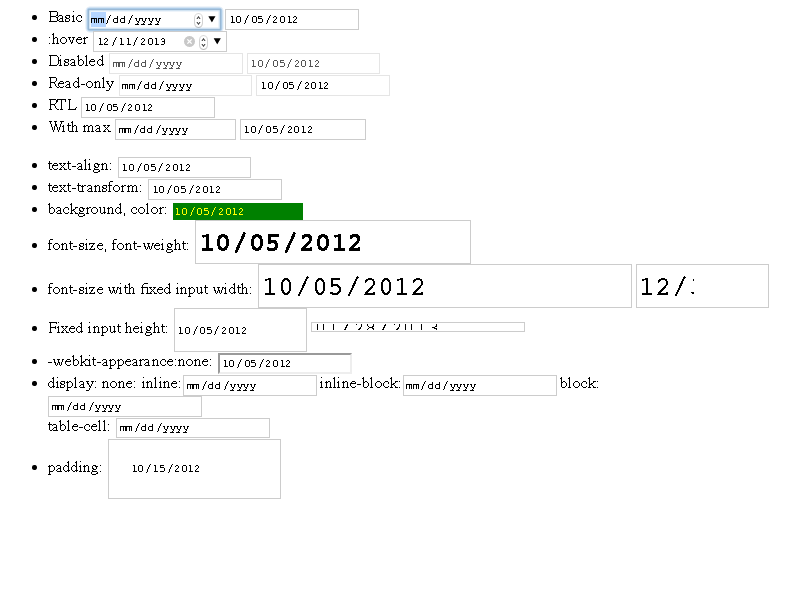 Basic mm/dd/yyyy 10/05/2012
:hover 12/11/2013
Disabled mm/dd/yyyy 10/05/2012
Read-only mm/dd/yyyy 10/05/2012
RTL 10/05/2012
With max mm/dd/yyyy 10/05/2012
text-align: 10/05/2012
text-transform: 10/05/2012
background, color: 10/05/2012
font-size, font-weight: 10/05/2012
font-size with fixed input width: 10/05/2012 12/
Fixed input height: 10/05/2012
-webkit-appearance:none: 10/05/2012
display: none: inline: mm/dd/yyyy inline-block: mm/dd/yyyy block:
mm/dd/yyyy
table-cell: mm/dd/yyyy
padding: 10/15/2012